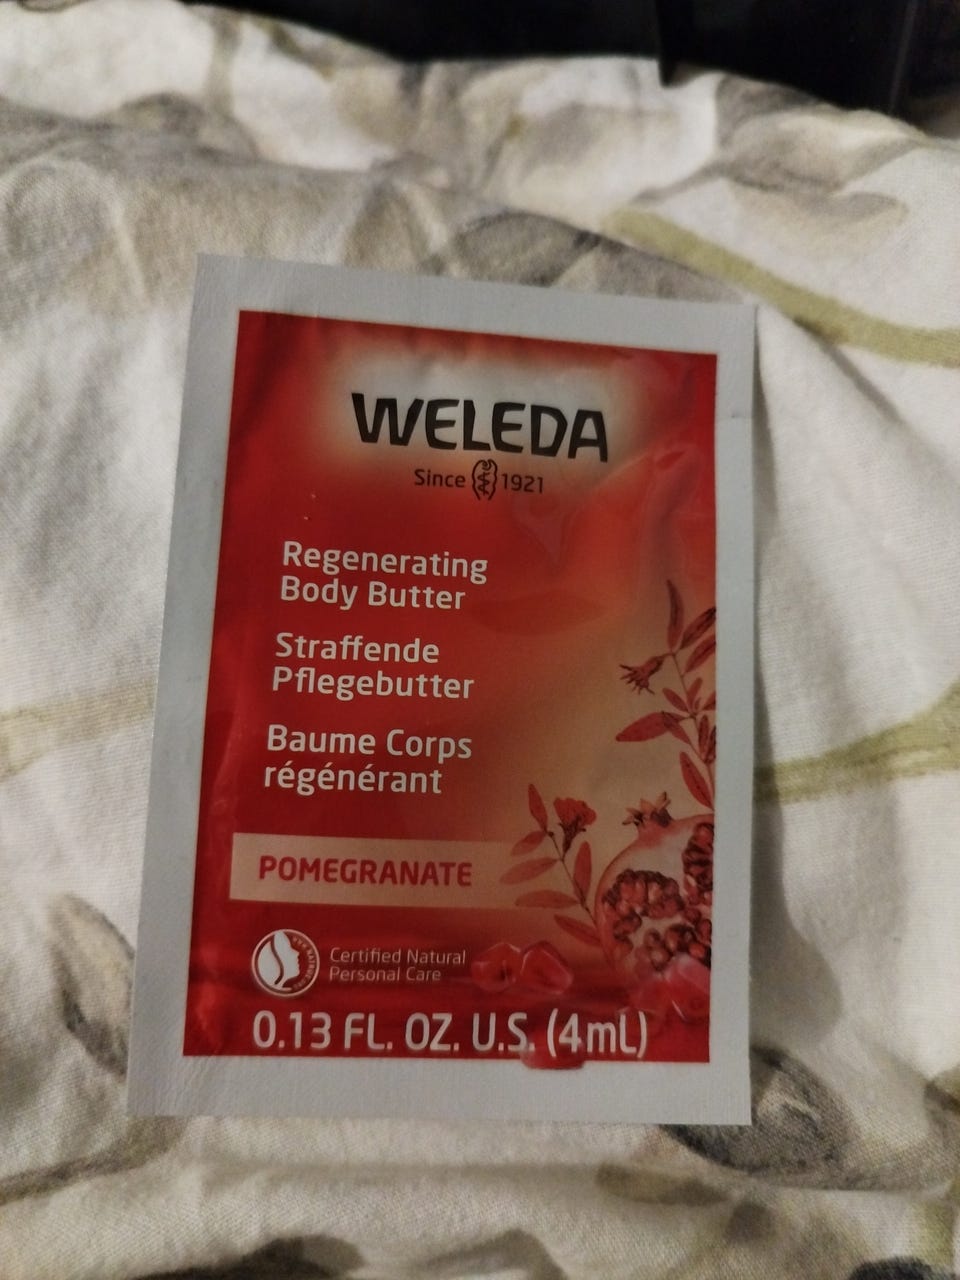 WELEDA
Since 1921
Regenerating
Body Butter
Straffende
Pflegebutter
Baume Corps
régénérant
POMEGRANATE
Certified Natural
Personal Care
0.13 FL. OZ. U.S. (4mL)